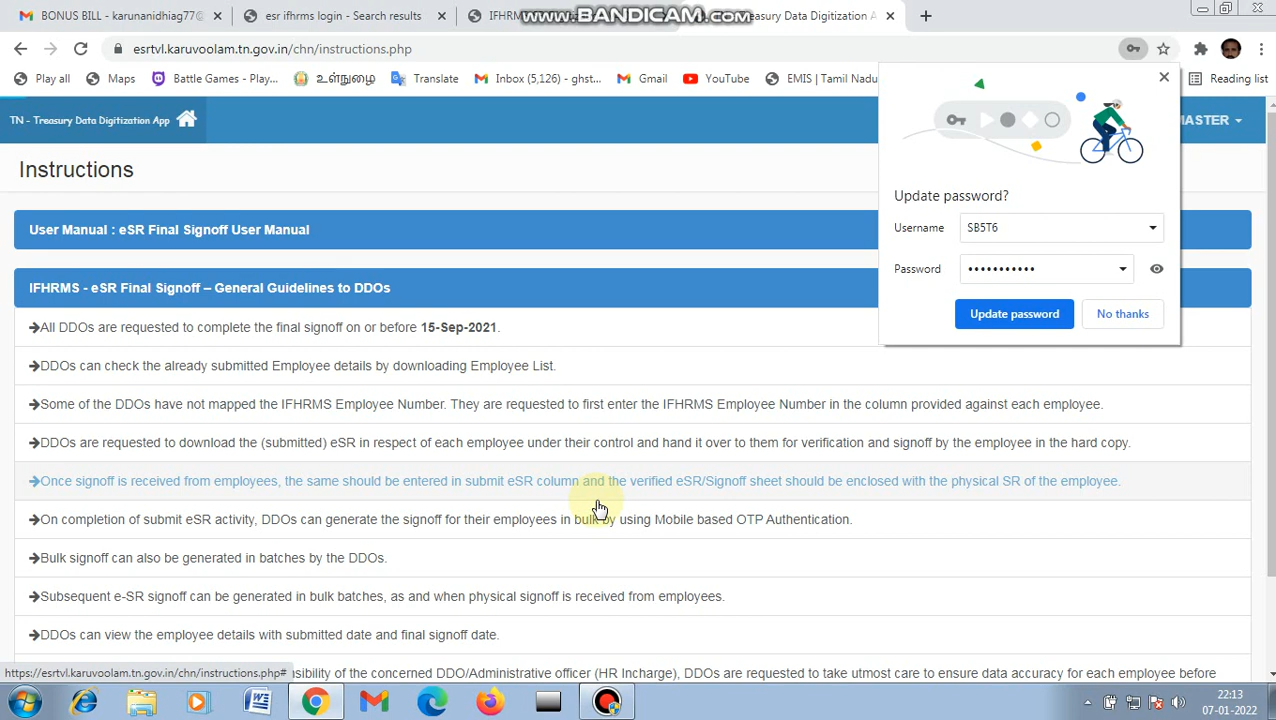 BONUS BILL - karunanidhiag77@
esr ifhrms login - Search results
IFHRM
www.BANDICAM.com
Treasury Data Digitization A
esrtvl.karuvoolam.tn.gov.in/chn/instructions.php
Play all
Maps
Battle Games - Play...
உள்நுழை
Translate
Inbox (5,126) - ghst...
Gmail
YouTube
EMIS | Tamil Nadu
Reading list
TN - Treasury Data Digitization App
MASTER
Instructions
Update password?
Username
SB5T6
Password
•••••••••••
Update password
No thanks
User Manual : eSR Final Signoff User Manual
IFHRMS - eSR Final Signoff – General Guidelines to DDOs
All DDOs are requested to complete the final signoff on or before 15-Sep-2021.
DDOs can check the already submitted Employee details by downloading Employee List.
Some of the DDOs have not mapped the IFHRMS Employee Number. They are requested to first enter the IFHRMS Employee Number in the column provided against each employee.
DDOs are requested to download the (submitted) eSR in respect of each employee under their control and hand it over to them for verification and signoff by the employee in the hard copy.
Once signoff is received from employees, the same should be entered in submit eSR column and the verified eSR/Signoff sheet should be enclosed with the physical SR of the employee.
On completion of submit eSR activity, DDOs can generate the signoff for their employees in bulk by using Mobile based OTP Authentication.
Bulk signoff can also be generated in batches by the DDOs.
Subsequent e-SR signoff can be generated in bulk batches, as and when physical signoff is received from employees.
DDOs can view the employee details with submitted date and final signoff date.
https://esrtvl.karuvoolam.tn.gov.in/chn/instructions.php#
sibility of the concerned DDO/Administrative officer (HR Incharge), DDOs are requested to take utmost care to ensure data accuracy for each employee before
22:13
07-01-2022